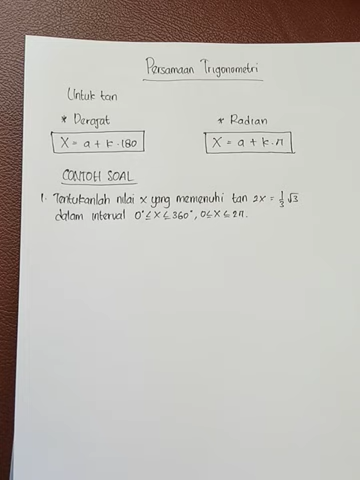 Persamaan Trigonometri
Untuk tan
* Derajat
* Radian
X = a + k . 180
X = a + k . π
CONTOH SOAL
1. Tentukanlah nilai x yang memenuhi tan 2x = 1/3 √3
dalam interval 0° ≤ X ≤ 360°, 0 ≤ X ≤ 2π.